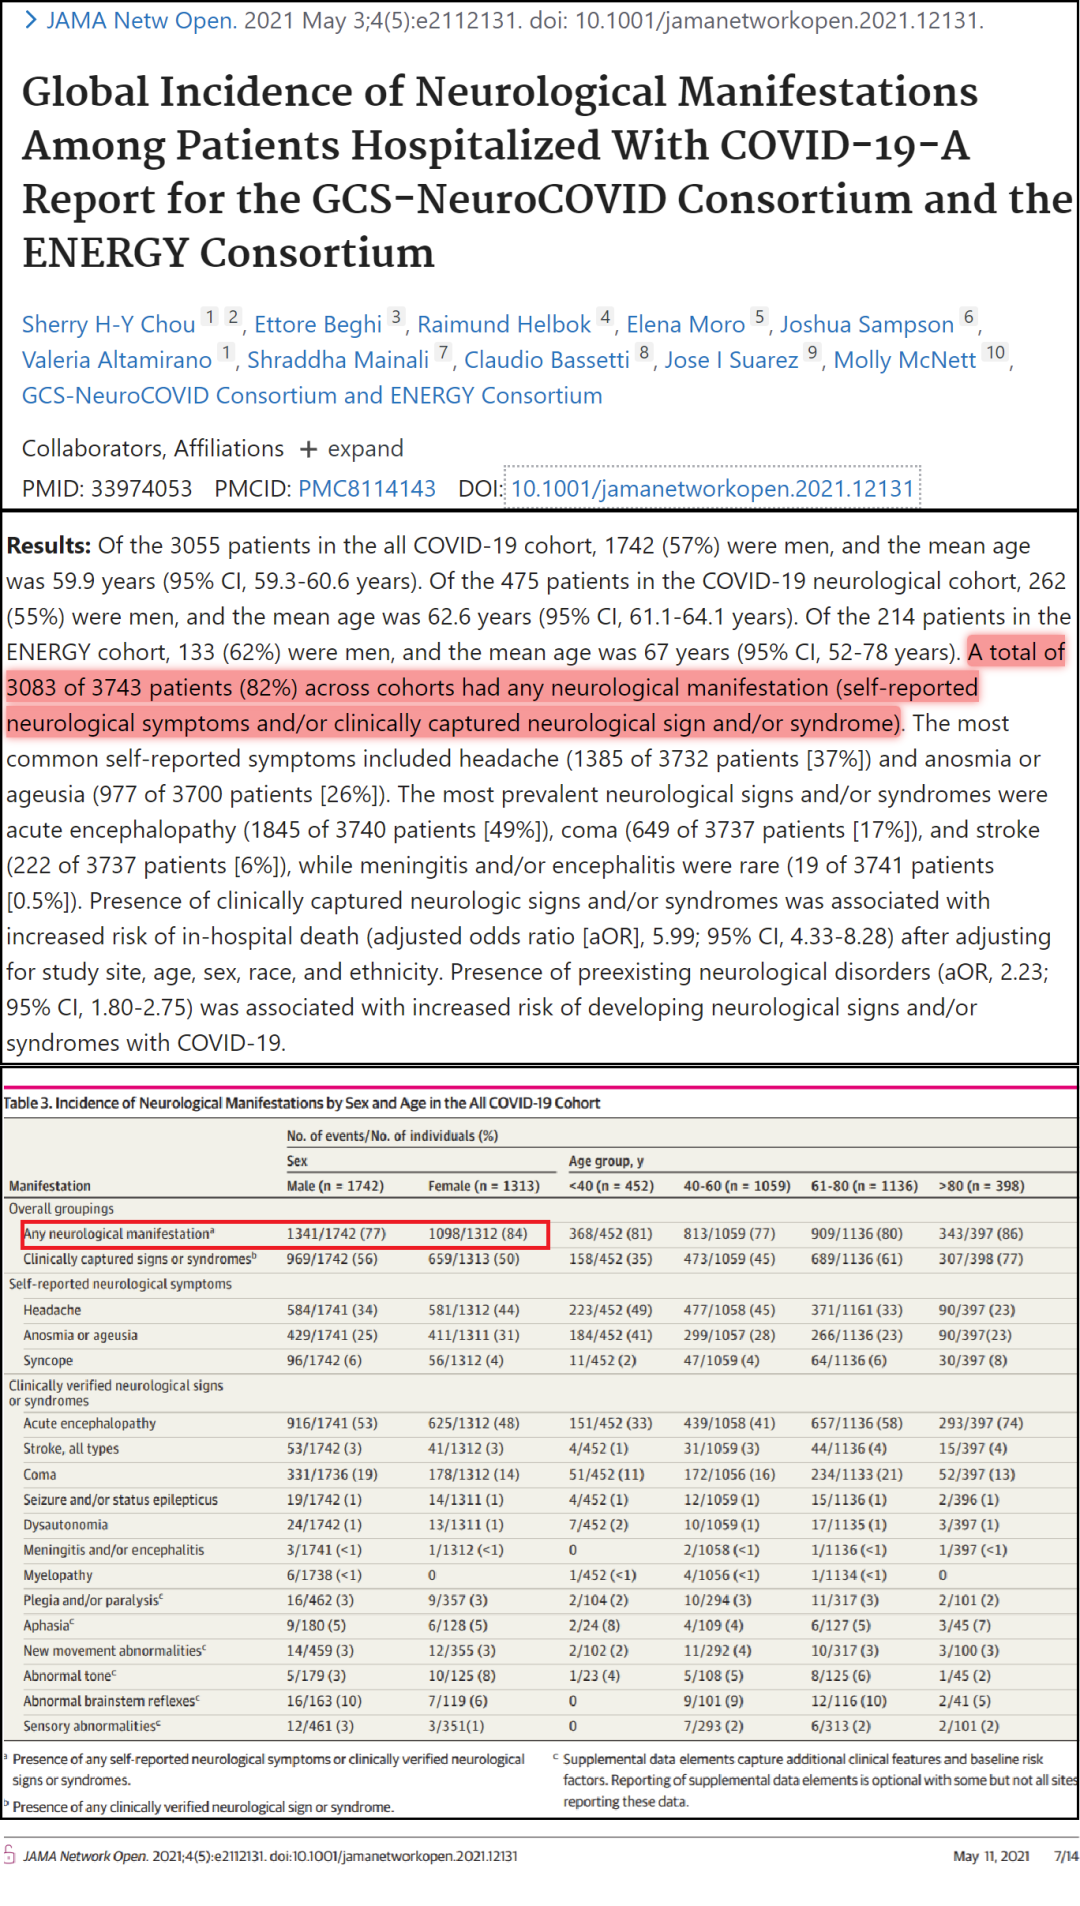 > JAMA Netw Open. 2021 May 3;4(5):e2112131. doi: 10.1001/jamanetworkopen.2021.12131.
Global Incidence of Neurological Manifestations
Among Patients Hospitalized With COVID-19-A
Report for the GCS-NeuroCOVID Consortium and the
ENERGY Consortium
Sherry H-Y Chou 1 2, Ettore Beghi 3, Raimund Helbok 4, Elena Moro 5, Joshua Sampson 6,
Valeria Altamirano 1, Shraddha Mainali 7, Claudio Bassetti 8, Jose I Suarez 9, Molly McNett 10,
GCS-NeuroCOVID Consortium and ENERGY Consortium
Collaborators, Affiliations + expand
PMID: 33974053 PMCID: PMC8114143 DOI: 10.1001/jamanetworkopen.2021.12131
Results: Of the 3055 patients in the all COVID-19 cohort, 1742 (57%) were men, and the mean age
was 59.9 years (95% CI, 59.3-60.6 years). Of the 475 patients in the COVID-19 neurological cohort, 262
(55%) were men, and the mean age was 62.6 years (95% CI, 61.1-64.1 years). Of the 214 patients in the
ENERGY cohort, 133 (62%) were men, and the mean age was 67 years (95% CI, 52-78 years). A total of
3083 of 3743 patients (82%) across cohorts had any neurological manifestation (self-reported
neurological symptoms and/or clinically captured neurological sign and/or syndrome). The most
common self-reported symptoms included headache (1385 of 3732 patients [37%]) and anosmia or
ageusia (977 of 3700 patients [26%]). The most prevalent neurological signs and/or syndromes were
acute encephalopathy (1845 of 3740 patients [49%]), coma (649 of 3737 patients [17%]), and stroke
(222 of 3737 patients [6%]), while meningitis and/or encephalitis were rare (19 of 3741 patients
[0.5%]). Presence of clinically captured neurologic signs and/or syndromes was associated with
increased risk of in-hospital death (adjusted odds ratio [aOR], 5.99; 95% CI, 4.33-8.28) after adjusting
for study site, age, sex, race, and ethnicity. Presence of preexisting neurological disorders (aOR, 2.23;
95% CI, 1.80-2.75) was associated with increased risk of developing neurological signs and/or
syndromes with COVID-19.
Table 3. Incidence of Neurological Manifestations by Sex and Age in the All COVID-19 Cohort
No. of events/No. of individuals (%)
Sex Age group, y
Manifestation Male (n = 1742) Female (n = 1313) <40 (n = 452) 40-60 (n = 1059) 61-80 (n = 1136) >80 (n = 398)
Overall groupings
Any neurological manifestation a 1341/1742 (77) 1098/1312 (84) 368/452 (81) 813/1059 (77) 909/1136 (80) 343/397 (86)
Clinically captured signs or syndromes b 969/1742 (56) 659/1313 (50) 158/452 (35) 473/1059 (45) 689/1136 (61) 307/398 (77)
Self-reported neurological symptoms
Headache 584/1741 (34) 581/1312 (44) 223/452 (49) 477/1058 (45) 371/1161 (33) 90/397 (23)
Anosmia or ageusia 429/1741 (25) 411/1311 (31) 184/452 (41) 299/1057 (28) 266/1136 (23) 90/397(23)
Syncope 96/1742 (6) 56/1312 (4) 11/452 (2) 47/1059 (4) 64/1136 (6) 30/397 (8)
Clinically verified neurological signs
or syndromes
Acute encephalopathy 916/1741 (53) 625/1312 (48) 151/452 (33) 439/1058 (41) 657/1136 (58) 293/397 (74)
Stroke, all types 53/1742 (3) 41/1312 (3) 4/452 (1) 31/1059 (3) 44/1136 (4) 15/397 (4)
Coma 331/1736 (19) 178/1312 (14) 51/452 (11) 172/1056 (16) 234/1133 (21) 52/397 (13)
Seizure and/or status epilepticus 19/1742 (1) 14/1311 (1) 4/452 (1) 12/1059 (1) 15/1136 (1) 2/396 (1)
Dysautonomia 24/1742 (1) 13/1311 (1) 7/452 (2) 10/1059 (1) 17/1135 (1) 3/397 (1)
Meningitis and/or encephalitis 3/1741 (<1) 1/1312 (<1) 0 2/1058 (<1) 1/1136 (<1) 1/397 (<1)
Myelopathy 6/1738 (<1) 0 1/452 (<1) 4/1056 (<1) 1/1134 (<1) 0
Plegia and/or paralysis c 16/462 (3) 9/357 (3) 2/104 (2) 10/294 (3) 11/317 (3) 2/101 (2)
Aphasia c 9/180 (5) 6/128 (5) 2/24 (8) 4/109 (4) 6/127 (5) 3/45 (7)
New movement abnormalities c 14/459 (3) 12/355 (3) 2/102 (2) 11/292 (4) 10/317 (3) 3/100 (3)
Abnormal tone c 5/179 (3) 10/125 (8) 1/23 (4) 5/108 (5) 8/125 (6) 1/45 (2)
Abnormal brainstem reflexes c 16/163 (10) 7/119 (6) 0 9/101 (9) 12/116 (10) 2/41 (5)
Sensory abnormalities c 12/461 (3) 3/351(1) 0 7/293 (2) 6/313 (2) 2/101 (2)
a Presence of any self-reported neurological symptoms or clinically verified neurological
signs or syndromes.
b Presence of any clinically verified neurological sign or syndrome.
c Supplemental data elements capture additional clinical features and baseline risk
factors. Reporting of supplemental data elements is optional with some but not all sites
reporting these data.
JAMA Network Open. 2021;4(5):e2112131. doi:10.1001/jamanetworkopen.2021.12131 May 11, 2021 7/14